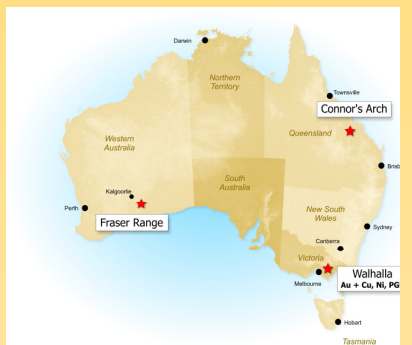 Darwin
Northern
Territory
Townsville
Connor's Arch
Queensland
Western
Australia
Brisb
South
Australia
Kalgoorlie
New South
Wales
Perth
Fraser Range
Sydney
Canberra
Victoria
Walhalla
Melbourne
Au + Cu, Ni, PG
Hobart
Tasmania